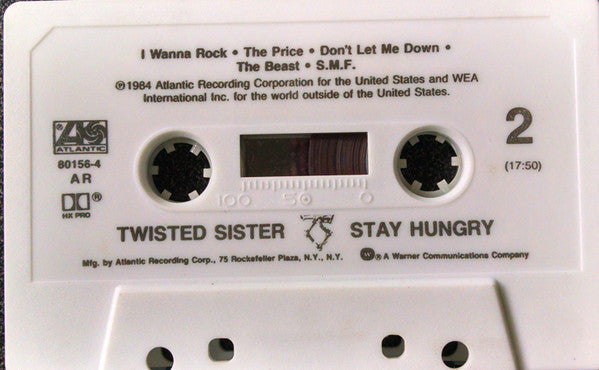 I Wanna Rock • The Price • Don't Let Me Down •
The Beast • S.M.F.
℗1984 Atlantic Recording Corporation for the United States and WEA
International Inc. for the world outside of the United States.
ATLANTIC
80156-4
AR
HX PRO
®
2
(17:50)
100 50 0
TWISTED SISTER STAY HUNGRY
Mfg. by Atlantic Recording Corp., 75 Rockefeller Plaza, N.Y., N.Y. ® A Warner Communications Company